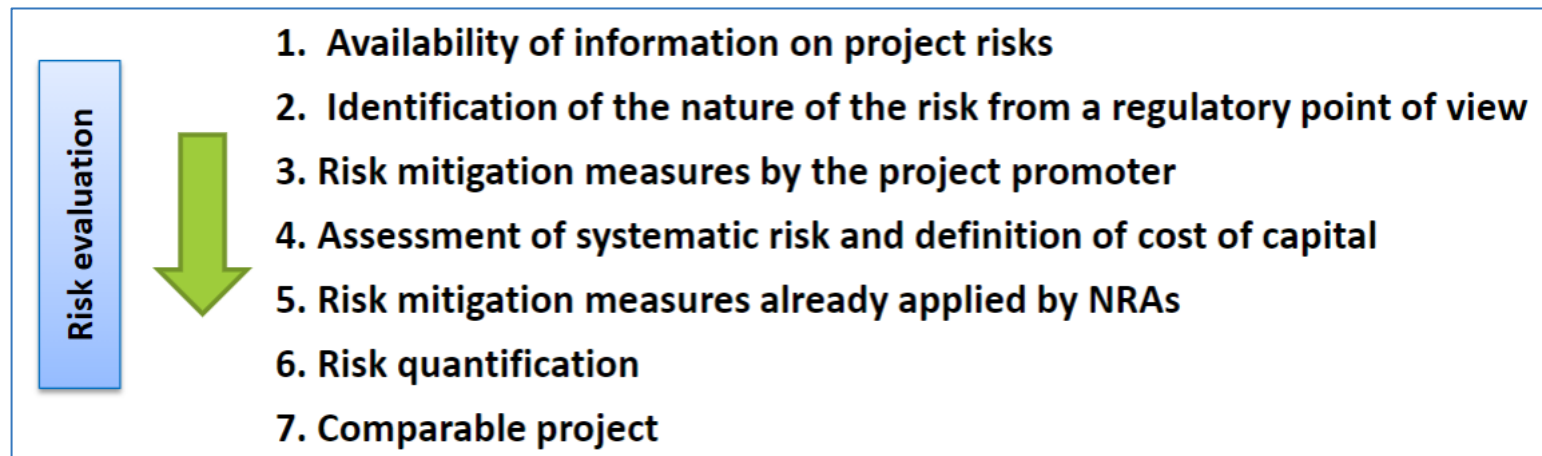 Risk evaluation
1. Availability of information on project risks
2. Identification of the nature of the risk from a regulatory point of view
3. Risk mitigation measures by the project promoter
4. Assessment of systematic risk and definition of cost of capital
5. Risk mitigation measures already applied by NRAs
6. Risk quantification
7. Comparable project